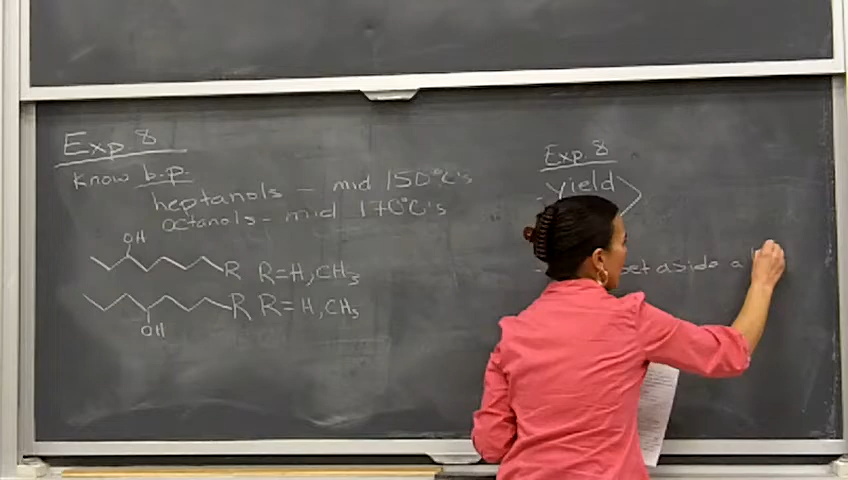 Exp. 8
Know b.p.
heptanols - mid 150°C's
octanols - mid 170°C's
OH
R R=H, CH3
R R=H, CH3
OH
Exp. 8
- yield
- set aside a